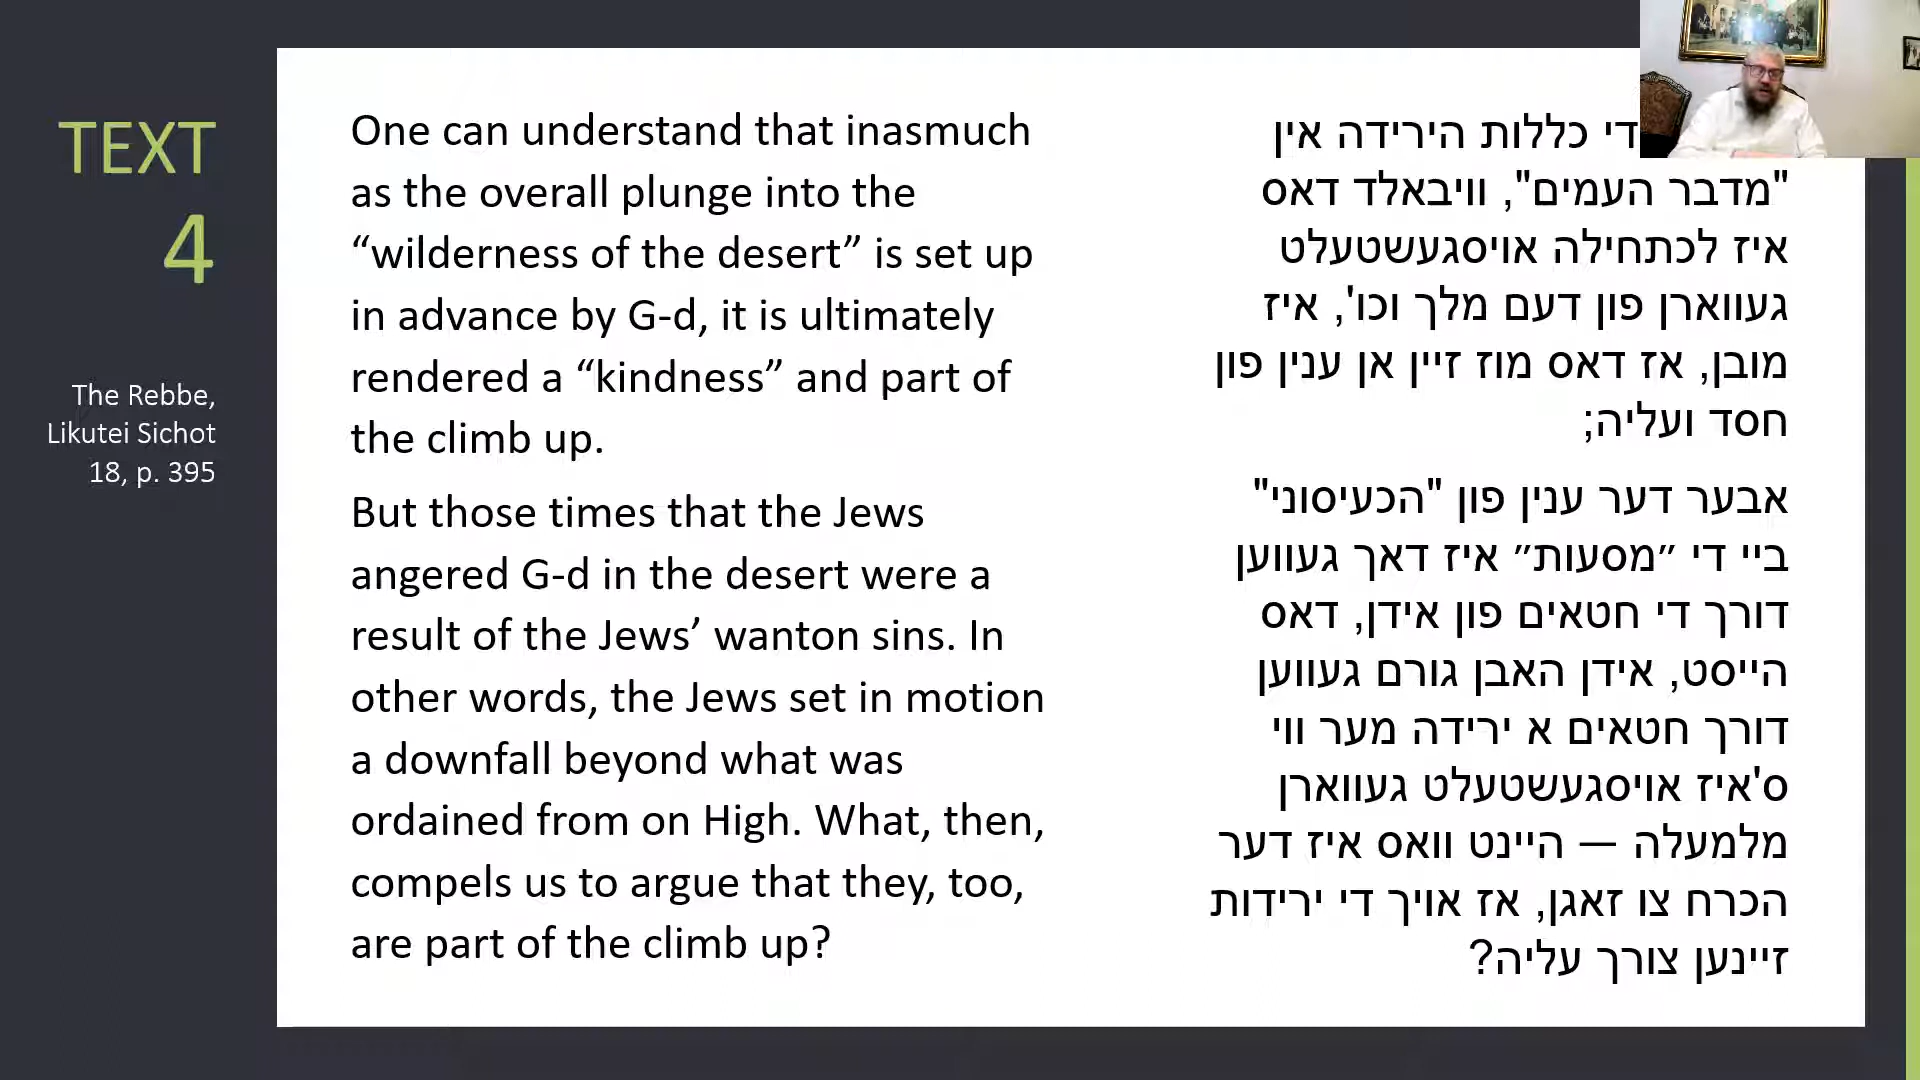 TEXT
4
The Rebbe,
Likutei Sichot
18, p. 395
One can understand that inasmuch
as the overall plunge into the
“wilderness of the desert” is set up
in advance by G-d, it is ultimately
rendered a “kindness” and part of
the climb up.
But those times that the Jews
angered G-d in the desert were a
result of the Jews’ wanton sins. In
other words, the Jews set in motion
a downfall beyond what was
ordained from on High. What, then,
compels us to argue that they, too,
are part of the climb up?
די כללות הירידה אין
"מדבר העמים", וויבאלד דאס
איז לכתחילה אויסגעשטעלט
געווארן פון דעם מלך וכו', איז
מובן, אז דאס מוז זיין אן ענין פון
חסד ועליה;
אבער דער ענין פון "הכעיסוני"
ביי די ״מסעות״ איז דאך געווען
דורך די חטאים פון אידן, דאס
הייסט, אידן האבן גורם געווען
דורך חטאים א ירידה מער ווי
ס'איז אויסגעשטעלט געווארן
מלמעלה — היינט וואס איז דער
הכרח צו זאגן, אז אויך די ירידות
זיינען צורך עליה?